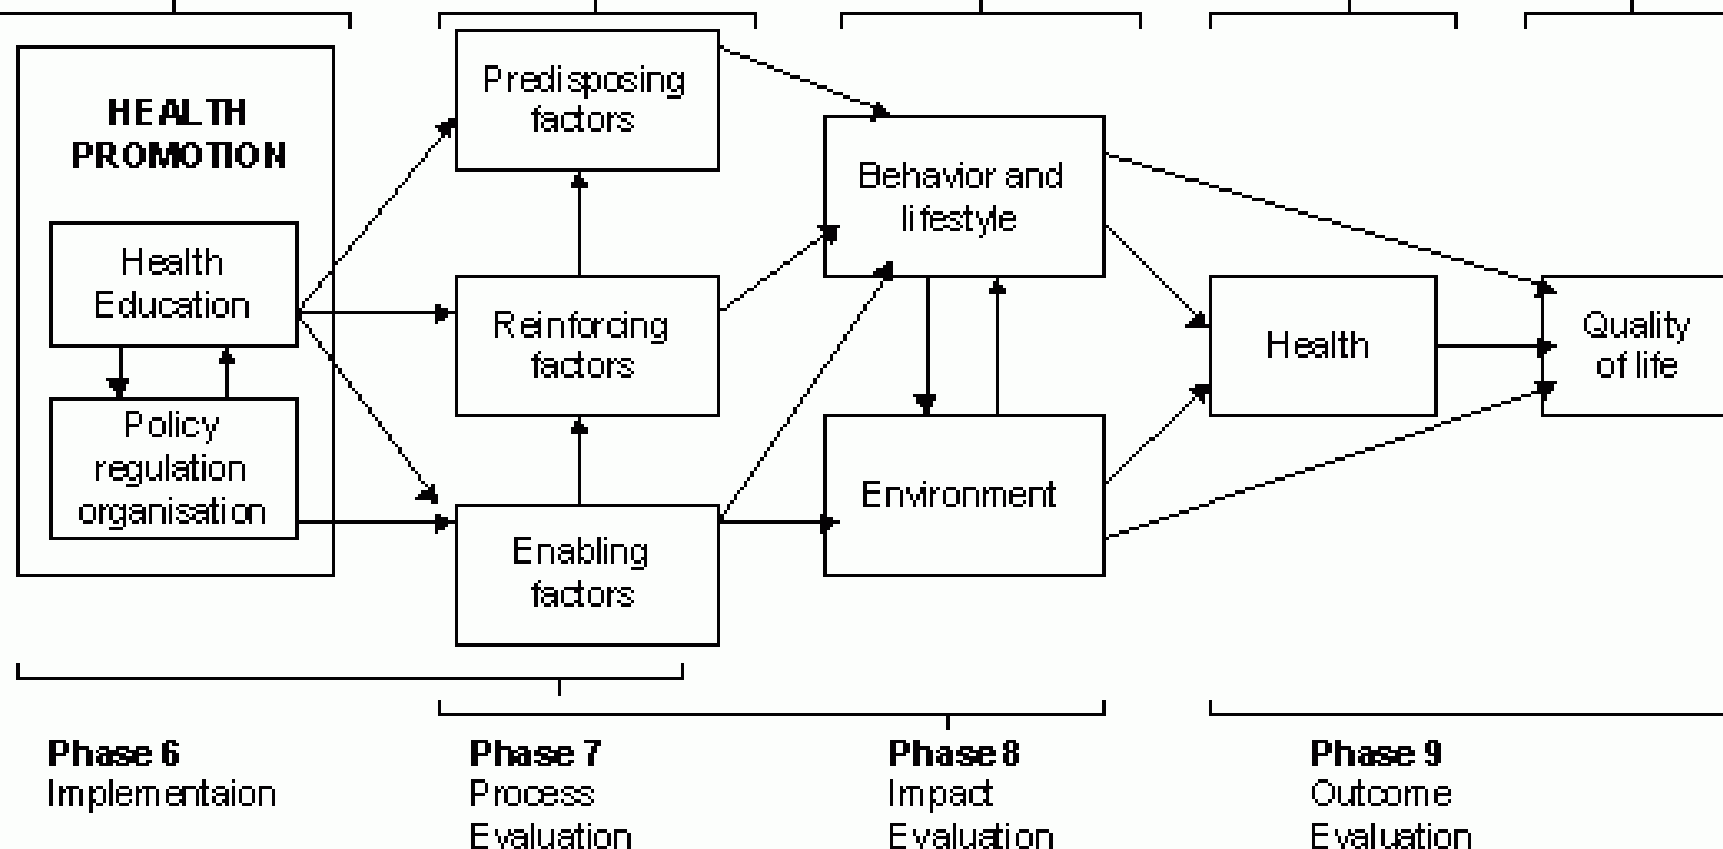 HEALTH
PROMOTION
Health
Education
Policy
regulation
organisation
Predisposing
factors
Reinforcing
factors
Enabling
factors
Behavior and
lifestyle
Environment
Health
Quality
of life
Phase 6
Implementaion
Phase 7
Process
Evaluation
Phase 8
Impact
Evaluation
Phase 9
Outcome
Evaluation